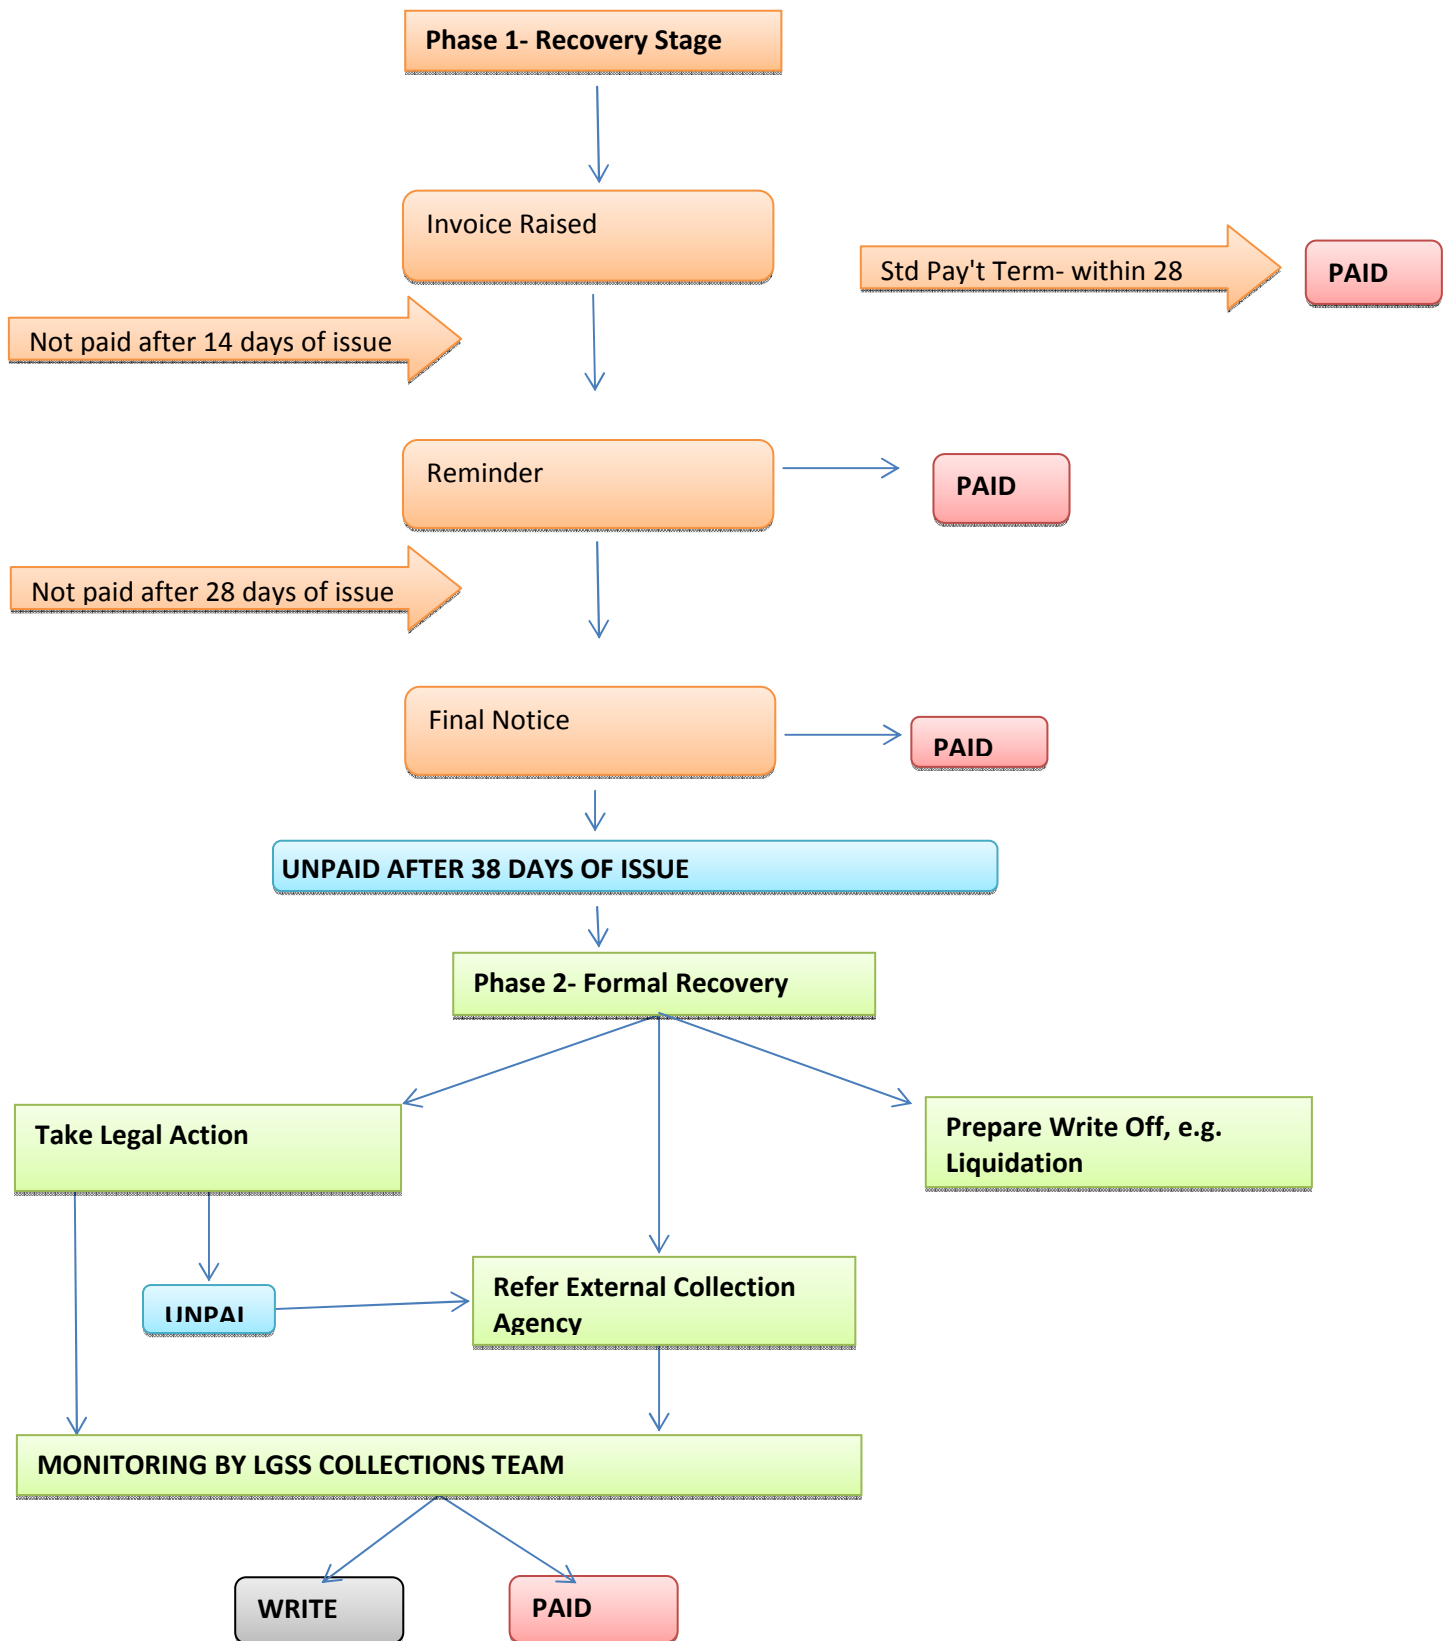 Phase 1- Recovery Stage
Invoice Raised
Std Pay't Term- within 28
PAID
Not paid after 14 days of issue
Reminder
PAID
Not paid after 28 days of issue
Final Notice
PAID
UNPAID AFTER 38 DAYS OF ISSUE
Phase 2- Formal Recovery
Take Legal Action
Prepare Write Off, e.g.
Liquidation
Refer External Collection
Agency
UNPAI
MONITORING BY LGSS COLLECTIONS TEAM
WRITE
PAID